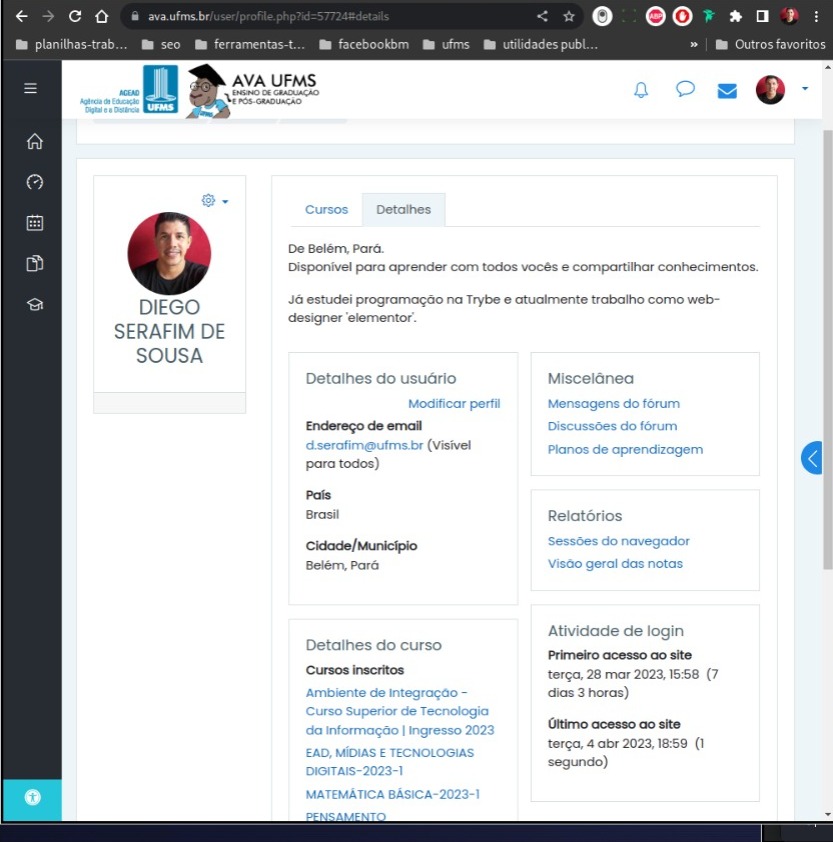 ava.ufms.br/user/profile.php?id=57724#details
ABP
planilhas-trab...
seo
ferramentas-t...
facebookbm
ufms
utilidades publ...
»
Outros favoritos
AGEAD
Agência de Educação
Digital e a Distância
UFMS
AVA UFMS
ENSINO DE GRADUAÇÃO
E PÓS-GRADUAÇÃO
DIEGO
SERAFIM DE
SOUSA
Cursos
Detalhes
De Belém, Pará.
Disponível para aprender com todos vocês e compartilhar conhecimentos.
Já estudei programação na Trybe e atualmente trabalho como web-
designer 'elementor'.
Detalhes do usuário
Modificar perfil
Endereço de email
d.serafim@ufms.br (Visível
para todos)
País
Brasil
Cidade/Município
Belém, Pará
Detalhes do curso
Cursos inscritos
Ambiente de Integração -
Curso Superior de Tecnologia
da Informação | Ingresso 2023
EAD, MÍDIAS E TECNOLOGIAS
DIGITAIS-2023-1
MATEMÁTICA BÁSICA-2023-1
PENSAMENTO
Miscelânea
Mensagens do fórum
Discussões do fórum
Planos de aprendizagem
Relatórios
Sessões do navegador
Visão geral das notas
Atividade de login
Primeiro acesso ao site
terça, 28 mar 2023, 15:58 (7
dias 3 horas)
Último acesso ao site
terça, 4 abr 2023, 18:59 (1
segundo)